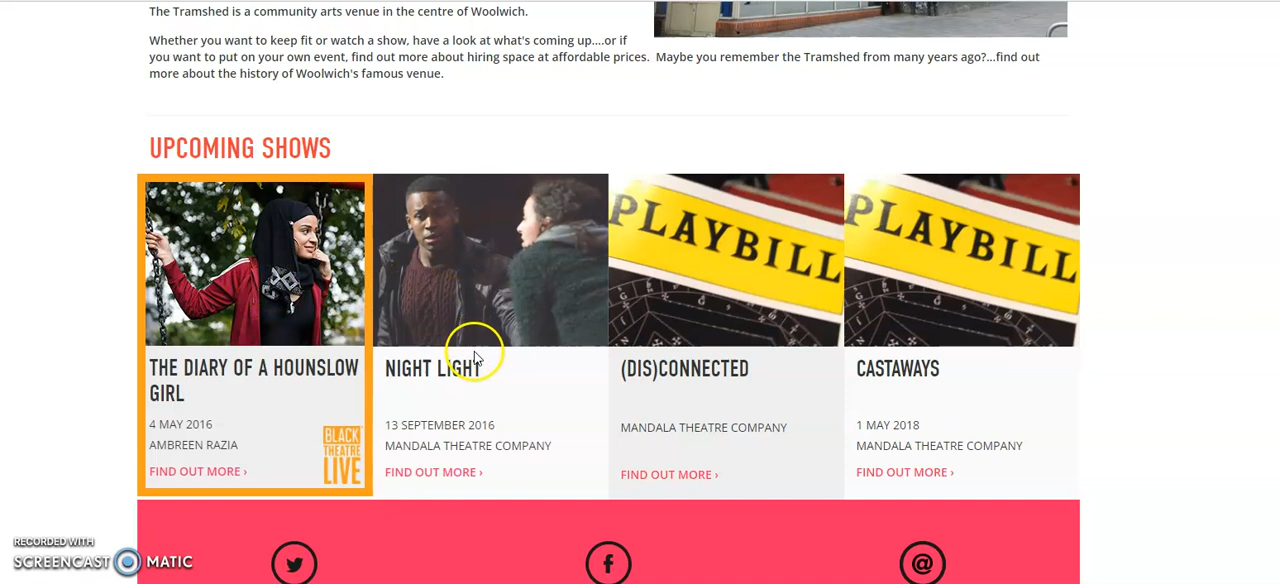 The Tramshed is a community arts venue in the centre of Woolwich.
Whether you want to keep fit or watch a show, have a look at what's coming up....or if
you want to put on your own event, find out more about hiring space at affordable prices. Maybe you remember the Tramshed from many years ago?...find out
more about the history of Woolwich's famous venue.
UPCOMING SHOWS
PLAYBILL
PLAYBILL
THE DIARY OF A HOUNSLOW
GIRL
4 MAY 2016
AMBREEN RAZIA
FIND OUT MORE ›
BLACK
THEATRE
LIVE
NIGHT LIGHT
13 SEPTEMBER 2016
MANDALA THEATRE COMPANY
FIND OUT MORE ›
(DIS)CONNECTED
MANDALA THEATRE COMPANY
FIND OUT MORE ›
CASTAWAYS
1 MAY 2018
MANDALA THEATRE COMPANY
FIND OUT MORE ›
f
@
RECORDED WITH
SCREENCAST MATIC